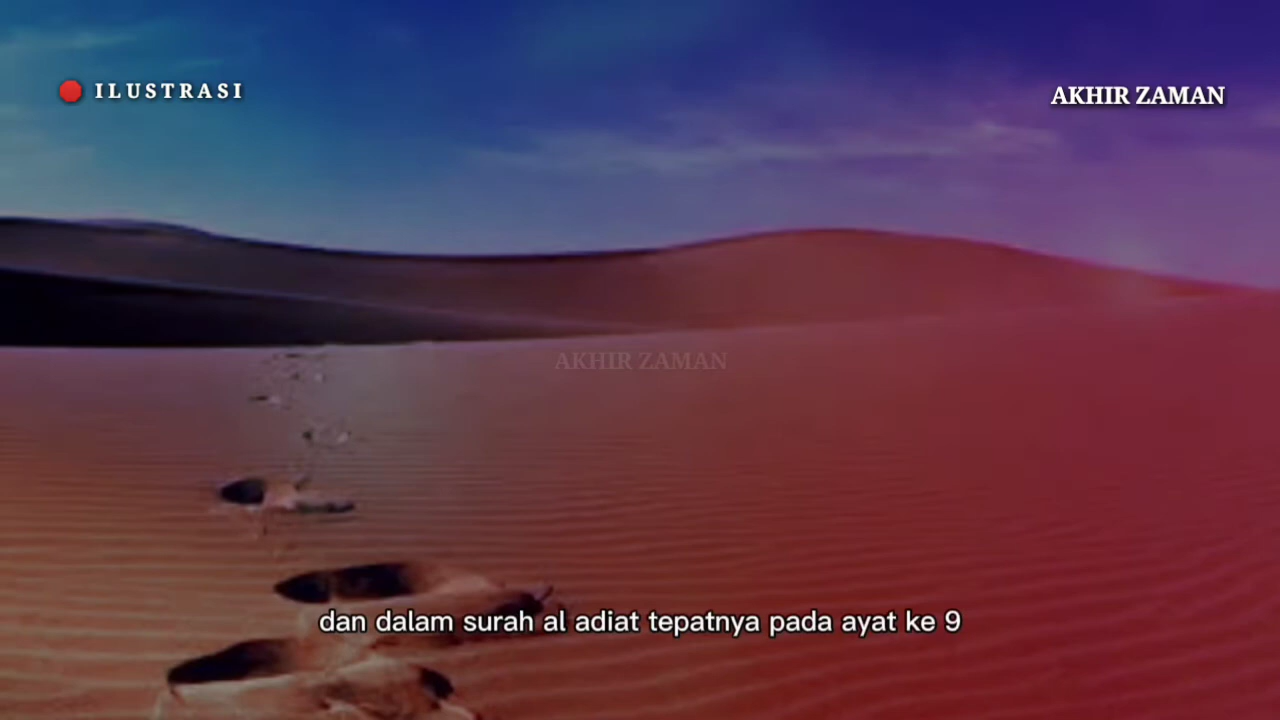 ILUSTRASI
AKHIR ZAMAN
AKHIR ZAMAN
dan dalam surah al adiat tepatnya pada ayat ke 9